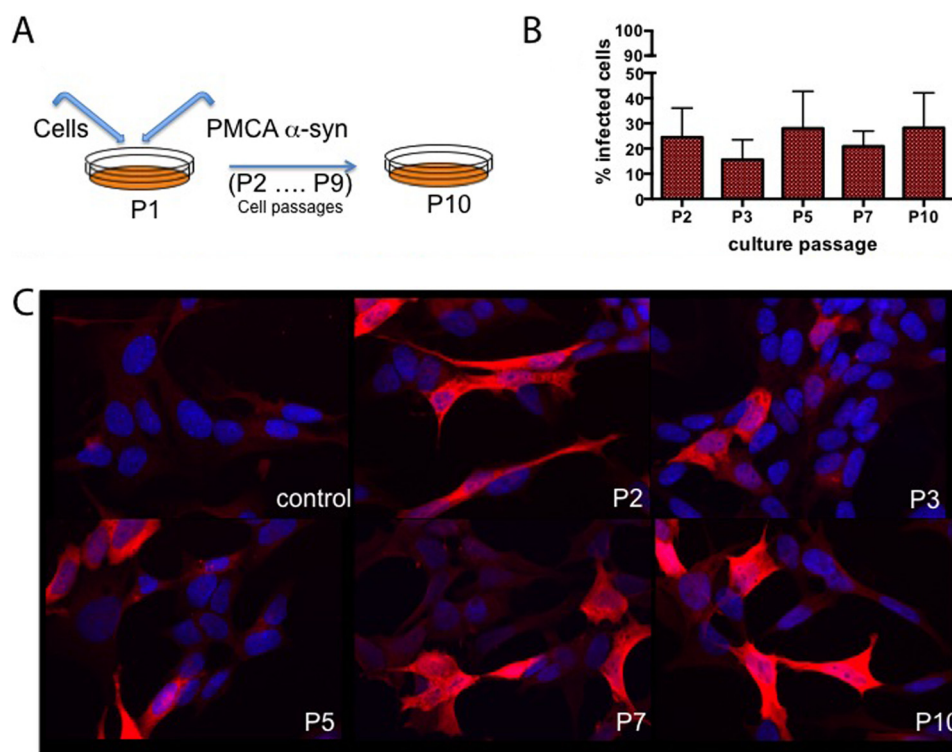 A
Cells
PMCA α-syn
(P2 .... P9)
Cell passages
P1
P10
B
% infected cells
100
90
50
40
30
20
10
0
P2 P3 P5 P7 P10
culture passage
C
control
P2
P3
P5
P7
P10